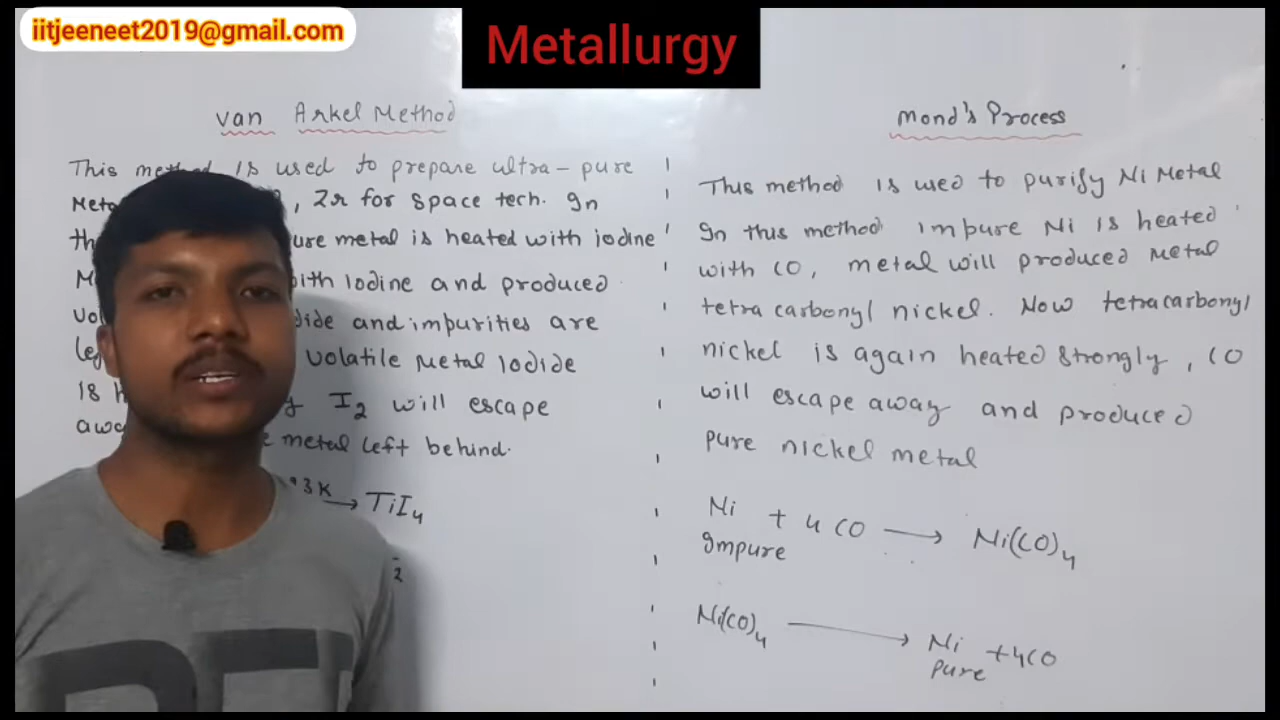 iitjeeneet2019@gmail.com
Metallurgy
Van Arkel Method
This is used to prepare ultra-pure
, Zr for space tech. In
metal is heated with iodine
Iodine and produced
and impurities are
volatile Metal Iodide
I2 will escape
metal left behind.
→ TiI4
2
Mond's Process
This method is used to purify Ni Metal
In this method impure Ni is heated
with CO, metal will produced metal
tetra carbonyl nickel. Now tetracarbonyl
nickel is again heated strongly, CO
will escape away and produced
pure nickel metal
Ni + 4CO → Ni(CO)4
Impure
Ni(CO)4 → Ni + 4CO
pure